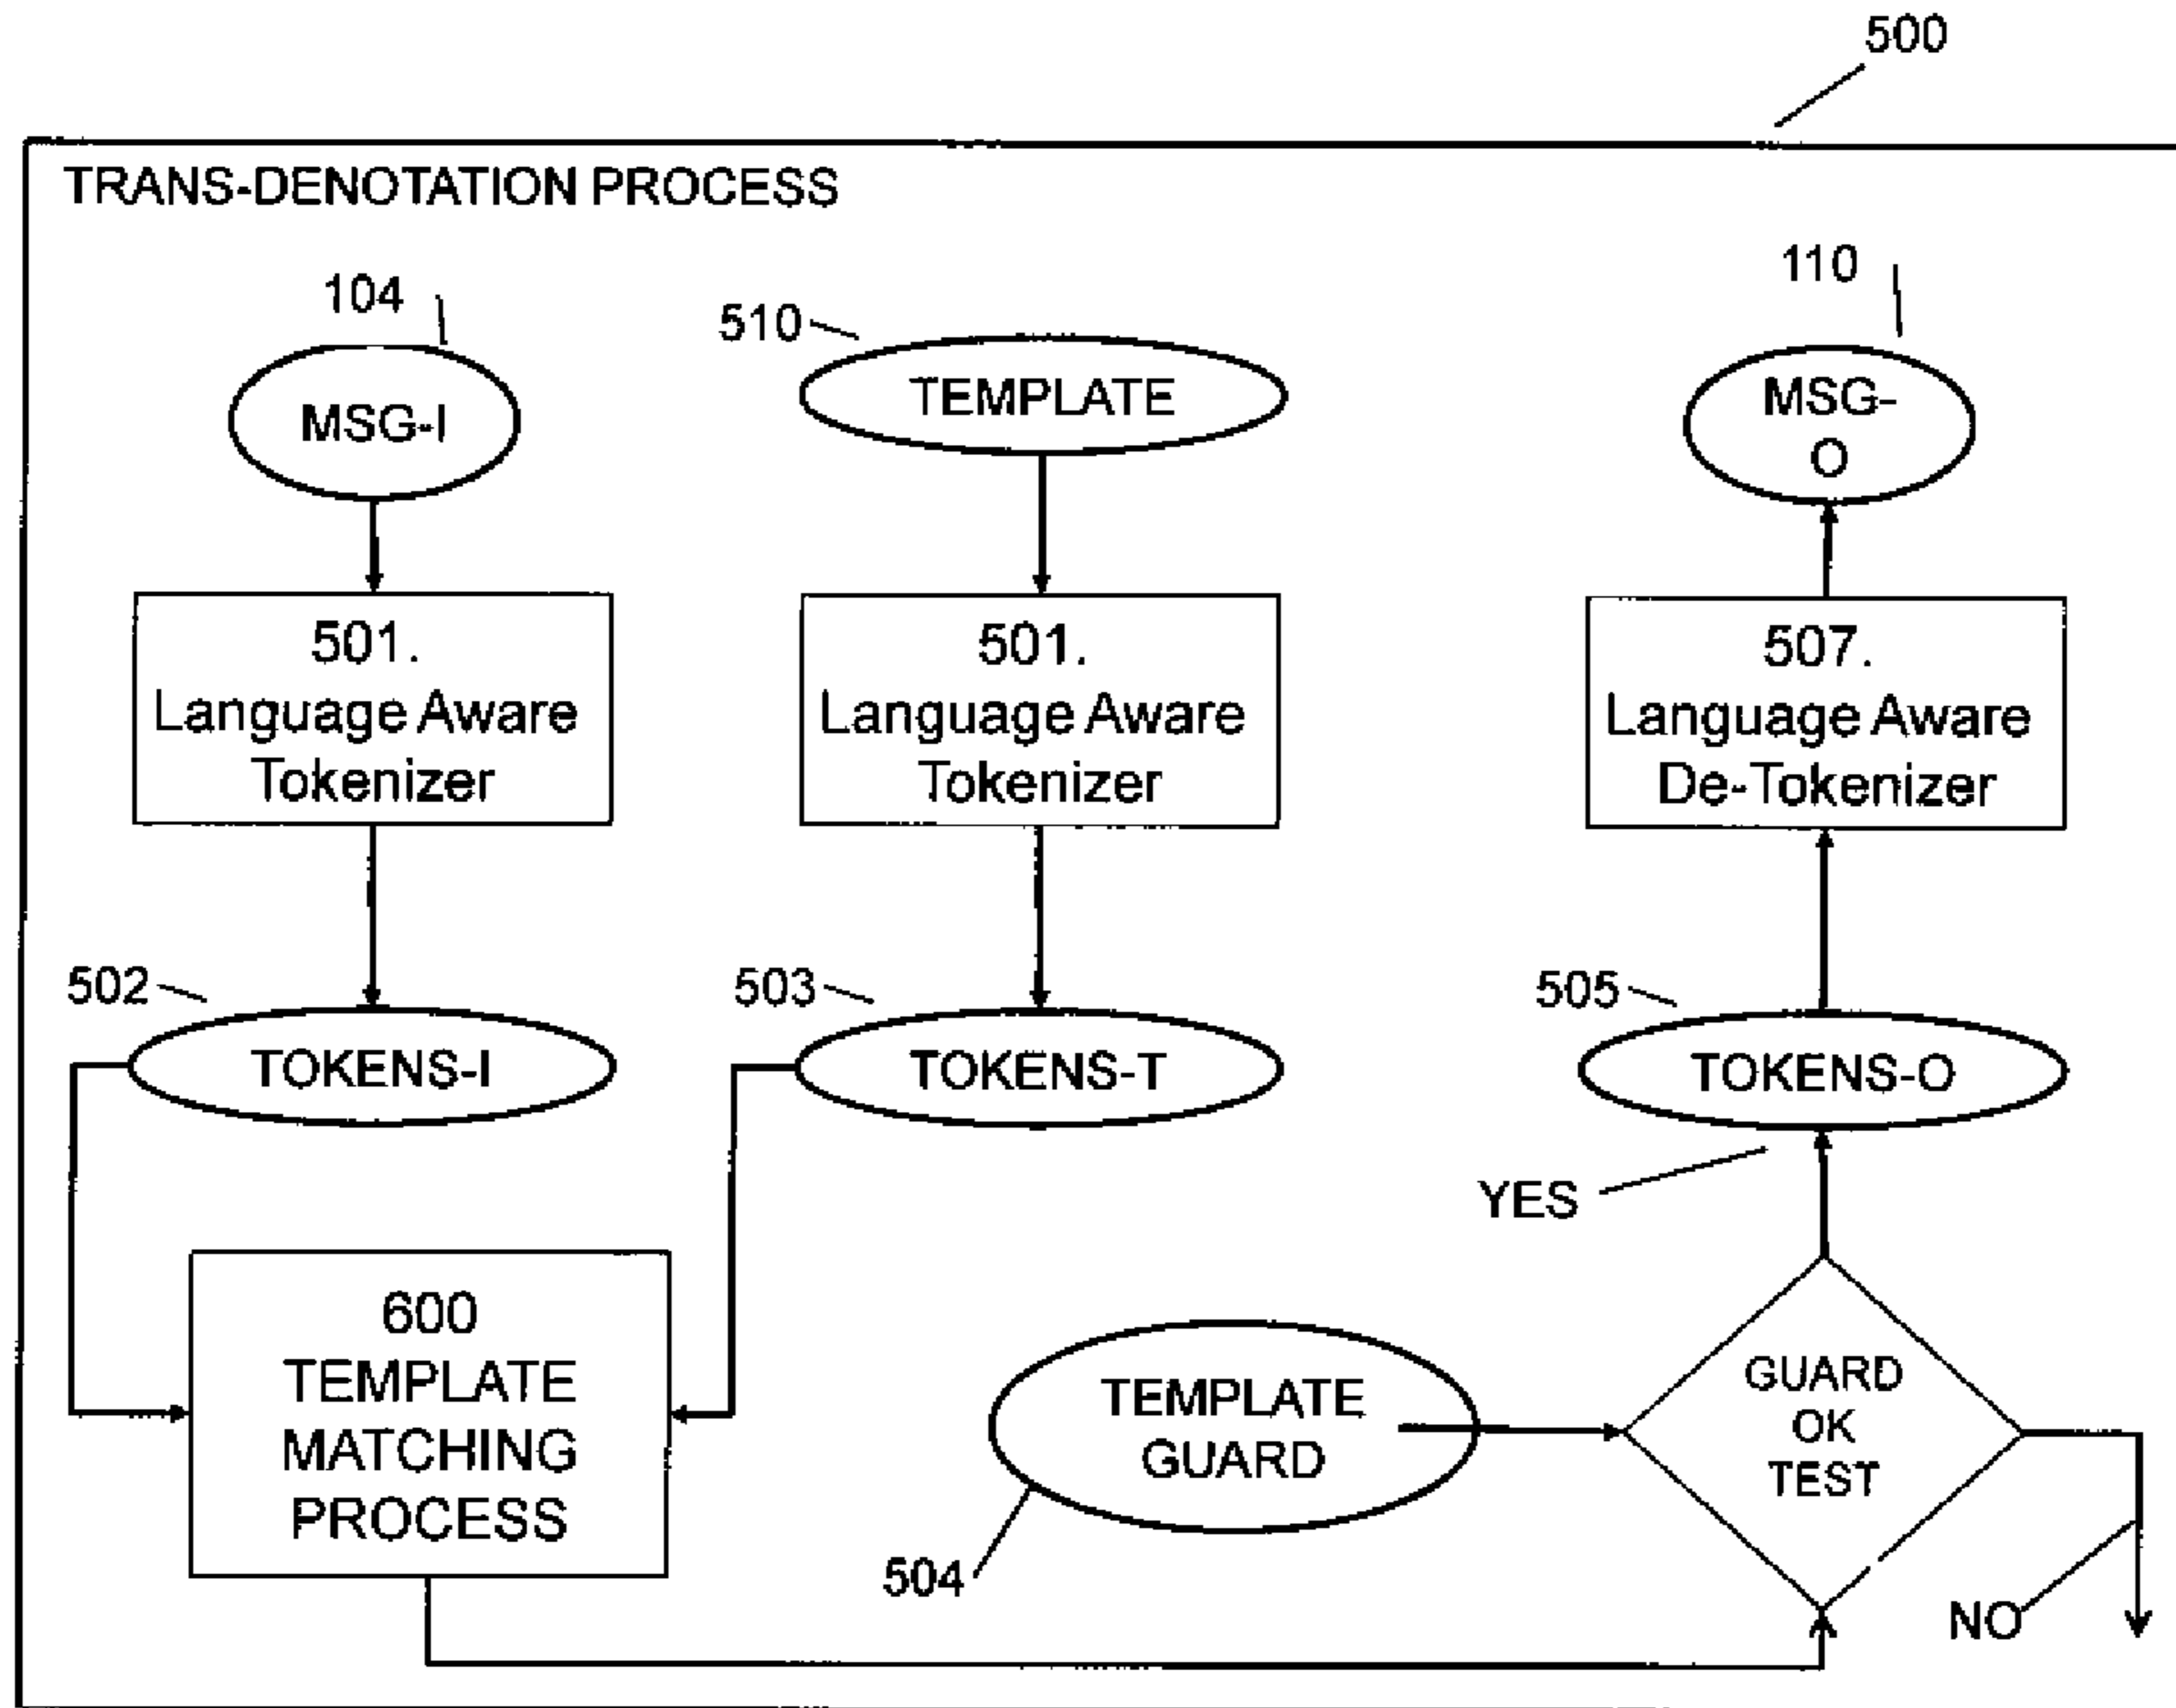 500
TRANS-DENOTATION PROCESS
104
510
110
MSG-I
TEMPLATE
MSG-
O
501.
Language Aware
Tokenizer
501.
Language Aware
Tokenizer
507.
Language Aware
De-Tokenizer
502
503
505
TOKENS-I
TOKENS-T
TOKENS-O
YES
600
TEMPLATE
MATCHING
PROCESS
TEMPLATE
GUARD
504
GUARD
OK
TEST
NO